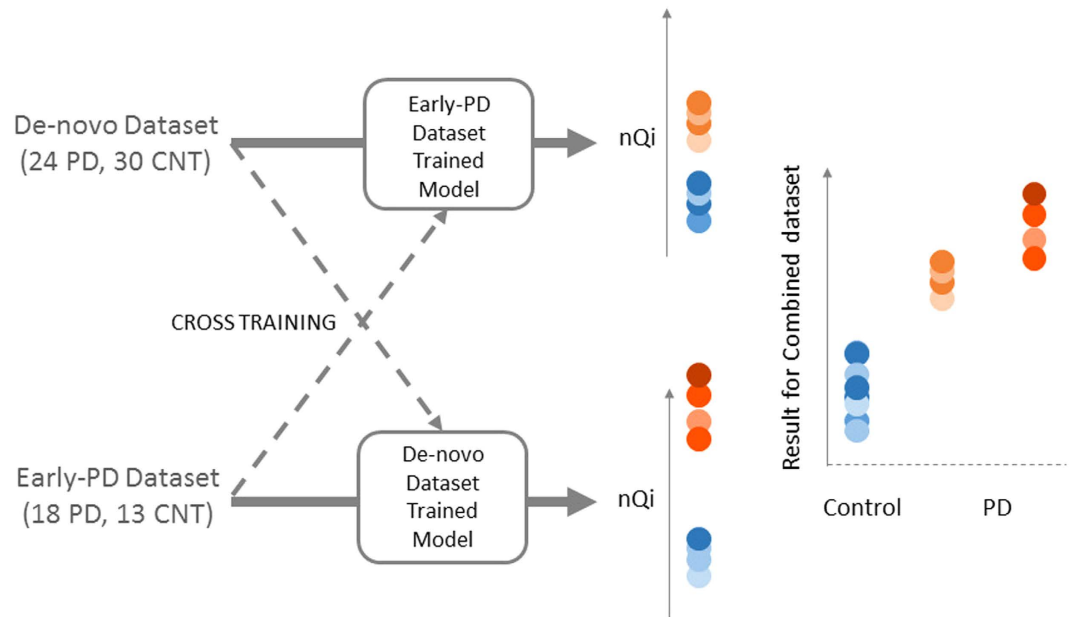 De-novo Dataset
(24 PD, 30 CNT)
Early-PD
Dataset
Trained
Model
nQi
CROSS TRAINING
Early-PD Dataset
(18 PD, 13 CNT)
De-novo
Dataset
Trained
Model
nQi
Result for Combined dataset
Control
PD